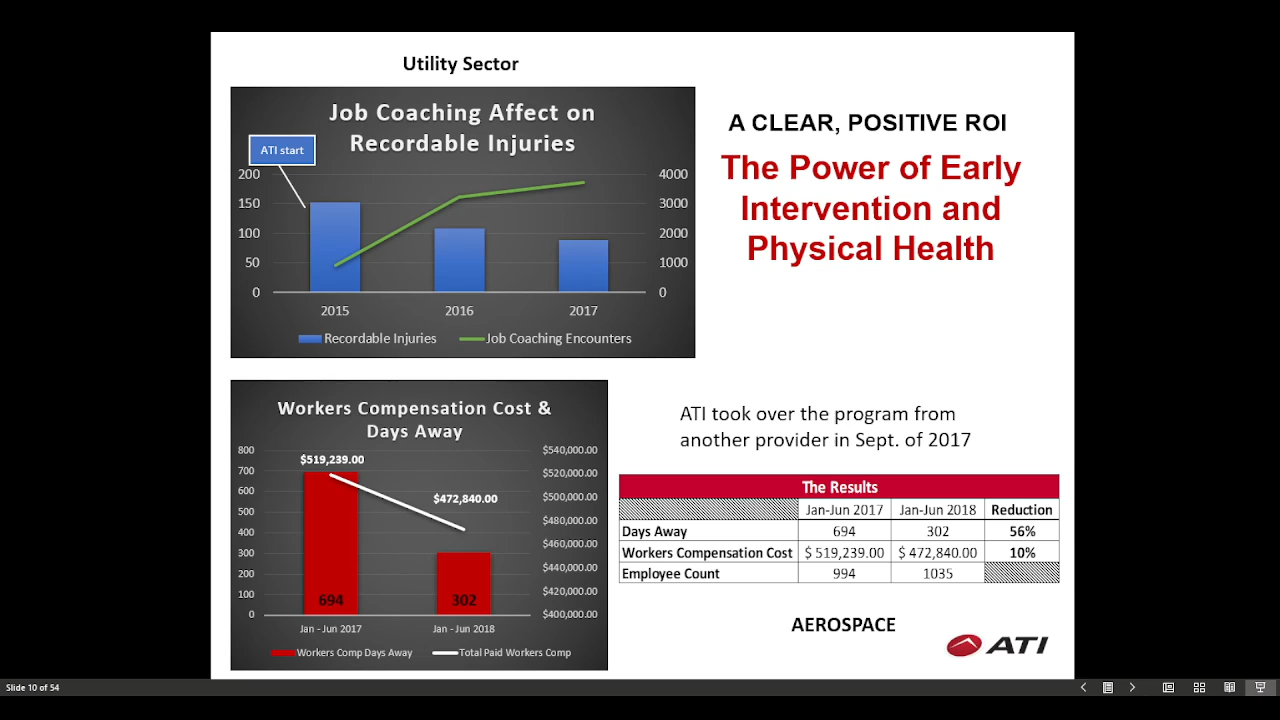 Utility Sector
Job Coaching Affect on
Recordable Injuries
ATI start
200
150
100
50
0
4000
3000
2000
1000
0
2015 2016 2017
Recordable Injuries Job Coaching Encounters
A CLEAR, POSITIVE ROI
The Power of Early
Intervention and
Physical Health
Workers Compensation Cost &
Days Away
800
700
600
500
400
300
200
100
0
$519,239.00
$472,840.00
694
302
$540,000.00
$520,000.00
$500,000.00
$480,000.00
$460,000.00
$440,000.00
$420,000.00
$400,000.00
Jan - Jun 2017 Jan - Jun 2018
Workers Comp Days Away Total Paid Workers Comp
ATI took over the program from
another provider in Sept. of 2017
The Results
Jan-Jun 2017 Jan-Jun 2018 Reduction
Days Away 694 302 56%
Workers Compensation Cost $ 519,239.00 $ 472,840.00 10%
Employee Count 994 1035
AEROSPACE
ATI
Slide 10 of 54